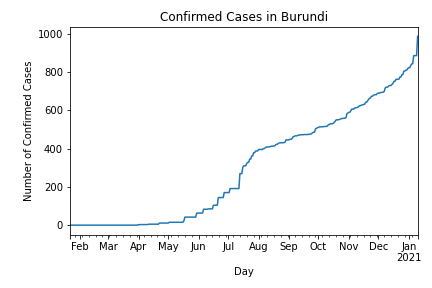 Confirmed Cases in Burundi
Number of Confirmed Cases
1000
800
600
400
200
0
Feb Mar Apr May Jun Jul Aug Sep Oct Nov Dec Jan
2021
Day